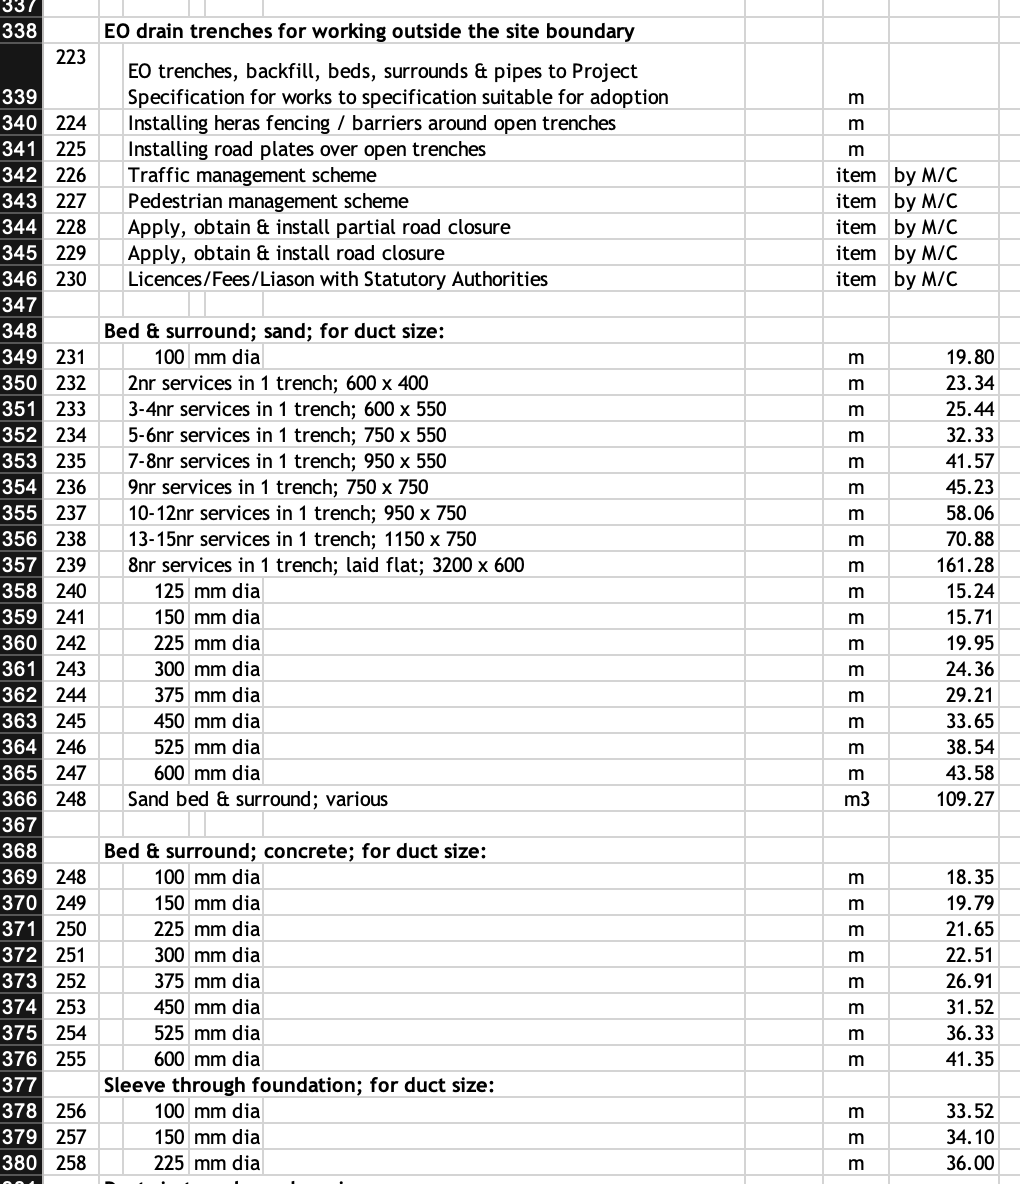 337
338 EO drain trenches for working outside the site boundary
223
EO trenches, backfill, beds, surrounds & pipes to Project
339 Specification for works to specification suitable for adoption m
340 224 Installing heras fencing / barriers around open trenches m
341 225 Installing road plates over open trenches m
342 226 Traffic management scheme item by M/C
343 227 Pedestrian management scheme item by M/C
344 228 Apply, obtain & install partial road closure item by M/C
345 229 Apply, obtain & install road closure item by M/C
346 230 Licences/Fees/Liason with Statutory Authorities item by M/C
347
348 Bed & surround; sand; for duct size:
349 231 100 mm dia m 19.80
350 232 2nr services in 1 trench; 600 x 400 m 23.34
351 233 3-4nr services in 1 trench; 600 x 550 m 25.44
352 234 5-6nr services in 1 trench; 750 x 550 m 32.33
353 235 7-8nr services in 1 trench; 950 x 550 m 41.57
354 236 9nr services in 1 trench; 750 x 750 m 45.23
355 237 10-12nr services in 1 trench; 950 x 750 m 58.06
356 238 13-15nr services in 1 trench; 1150 x 750 m 70.88
357 239 8nr services in 1 trench; laid flat; 3200 x 600 m 161.28
358 240 125 mm dia m 15.24
359 241 150 mm dia m 15.71
360 242 225 mm dia m 19.95
361 243 300 mm dia m 24.36
362 244 375 mm dia m 29.21
363 245 450 mm dia m 33.65
364 246 525 mm dia m 38.54
365 247 600 mm dia m 43.58
366 248 Sand bed & surround; various m3 109.27
367
368 Bed & surround; concrete; for duct size:
369 248 100 mm dia m 18.35
370 249 150 mm dia m 19.79
371 250 225 mm dia m 21.65
372 251 300 mm dia m 22.51
373 252 375 mm dia m 26.91
374 253 450 mm dia m 31.52
375 254 525 mm dia m 36.33
376 255 600 mm dia m 41.35
377 Sleeve through foundation; for duct size:
378 256 100 mm dia m 33.52
379 257 150 mm dia m 34.10
380 258 225 mm dia m 36.00